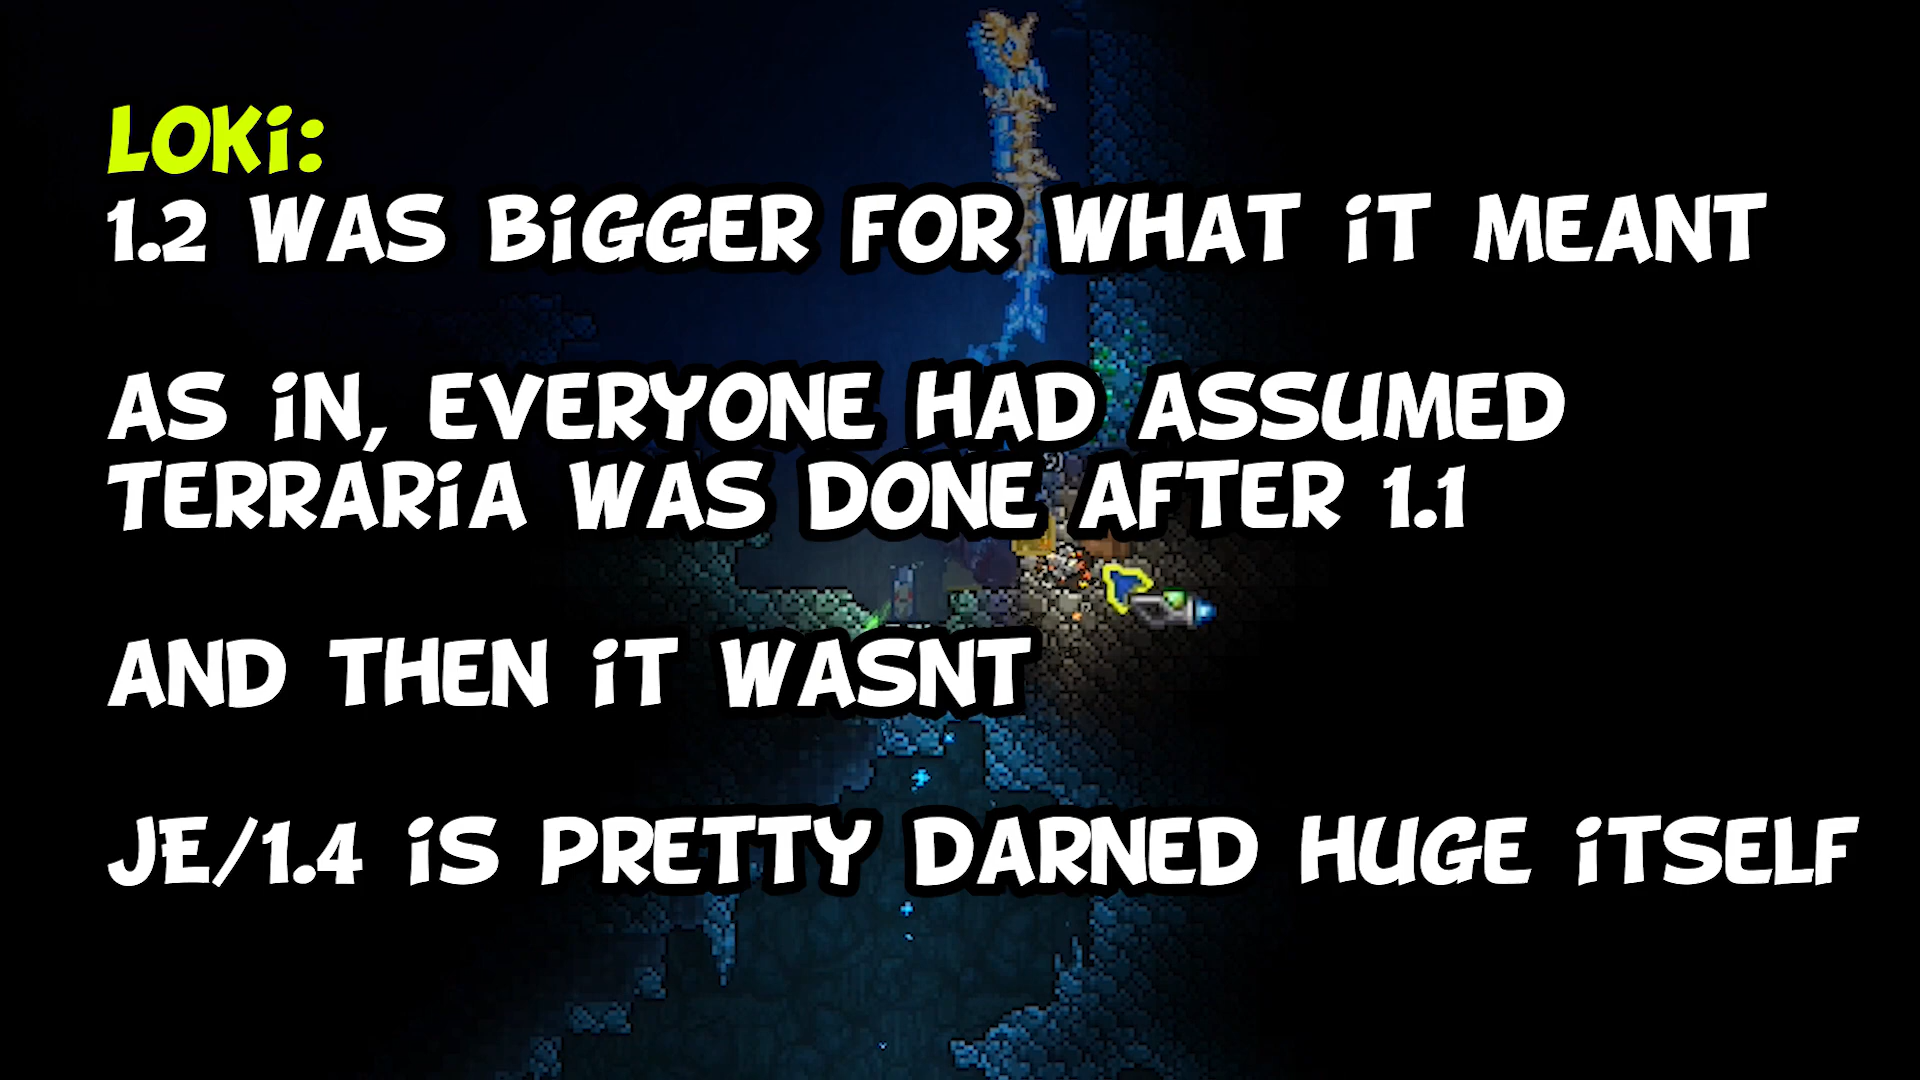 LOKI:
1.2 WAS BIGGER FOR WHAT IT MEANT
AS IN, EVERYONE HAD ASSUMED
TERRARIA WAS DONE AFTER 1.1
AND THEN IT WASNT
JE/1.4 IS PRETTY DARNED HUGE ITSELF